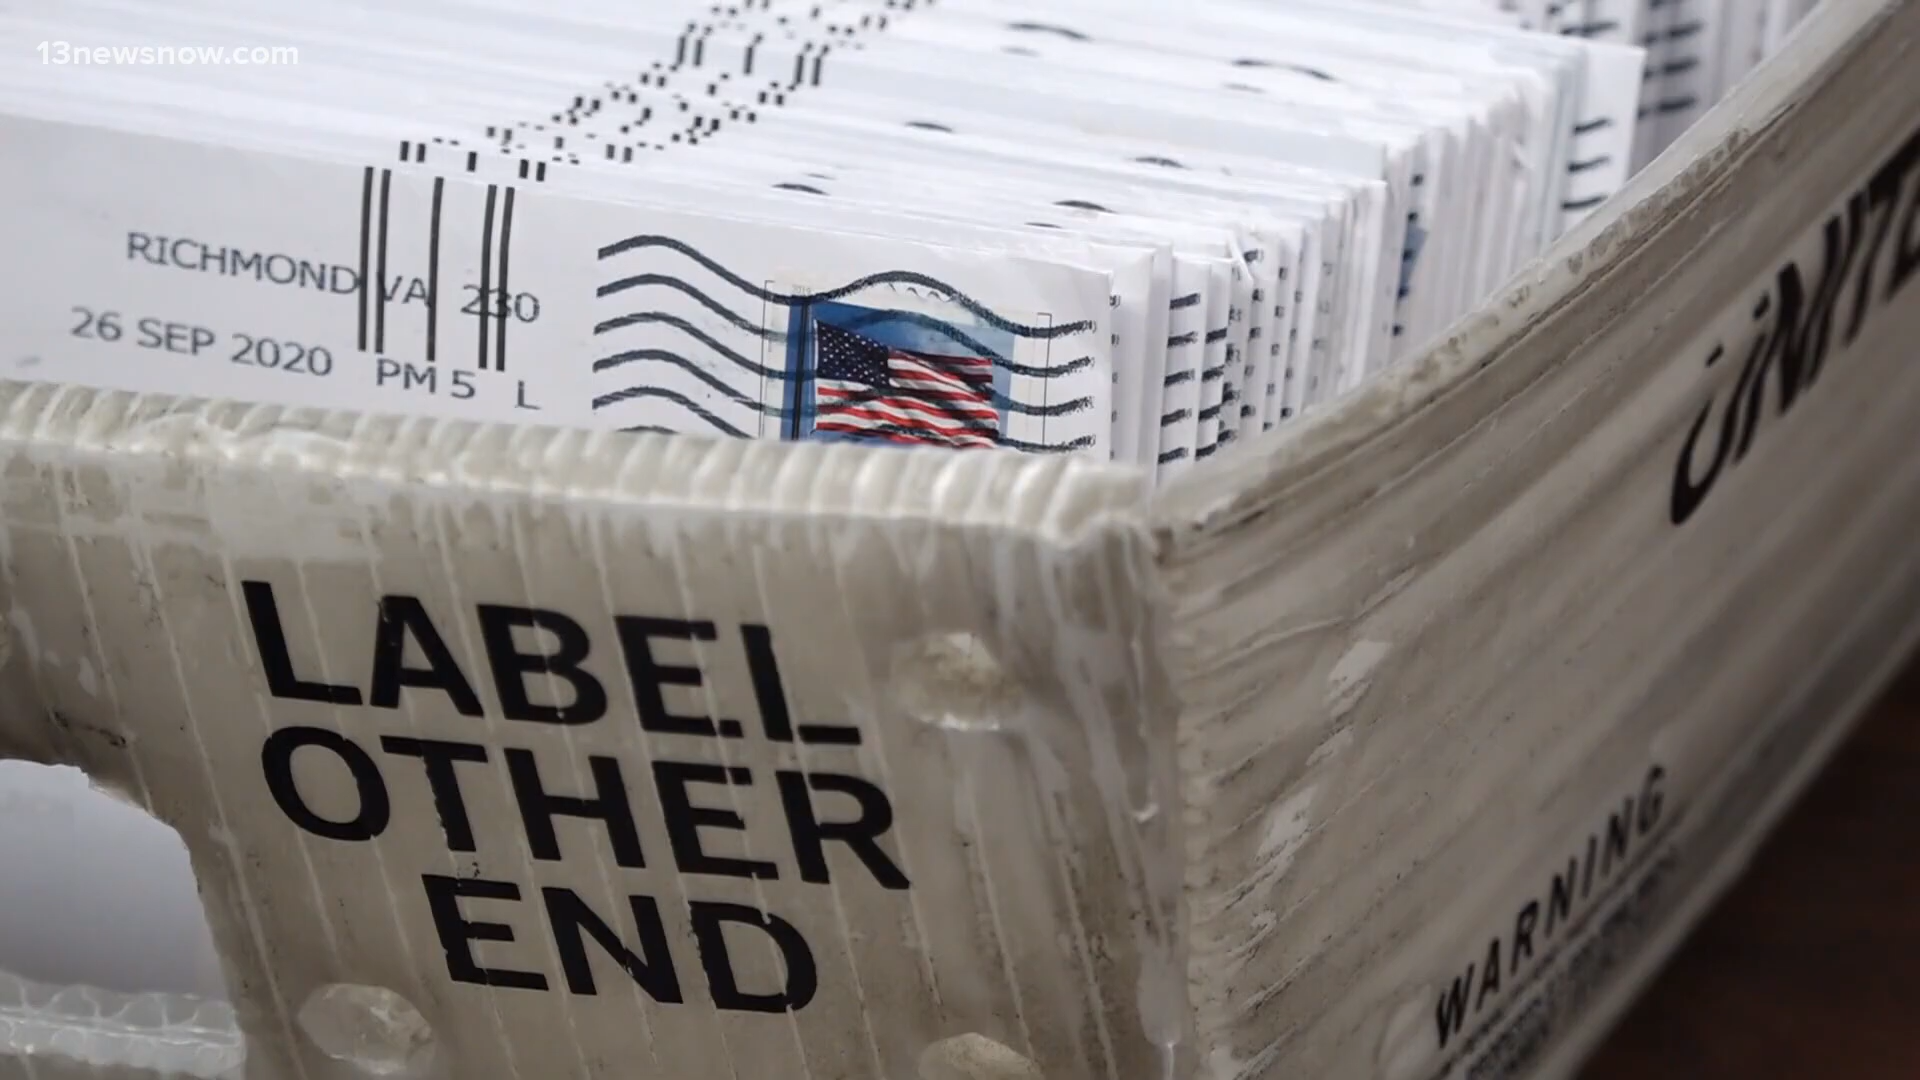 13newsnow.com
RICHMOND VA 230
26 SEP 2020 PM 5 L
LABEL
OTHER
END
WARNING